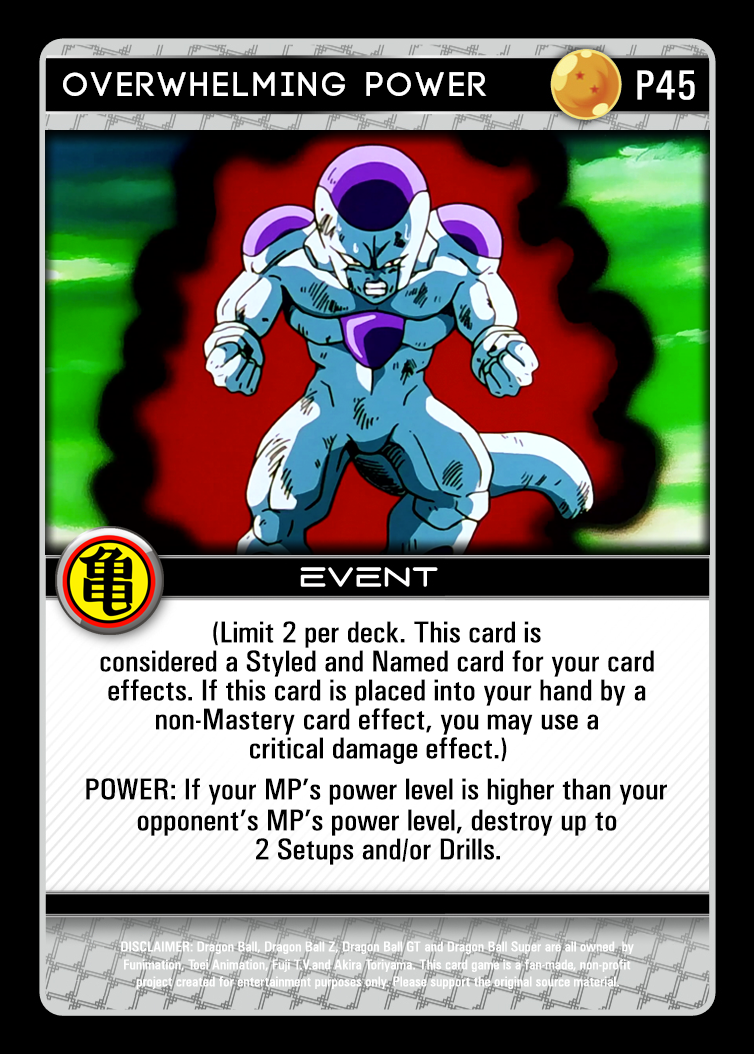 OVERWHELMING POWER P45
亀
EVENT
(Limit 2 per deck. This card is
considered a Styled and Named card for your card
effects. If this card is placed into your hand by a
non-Mastery card effect, you may use a
critical damage effect.)
POWER: If your MP's power level is higher than your
opponent's MP's power level, destroy up to
2 Setups and/or Drills.
DISCLAIMER: Dragon Ball, Dragon Ball Z, Dragon Ball GT and Dragon Ball Super are all owned by
Funimation, Toei Animation, Fuji T.V.and Akira Toriyama. This card game is a fan-made, non-profit
project created for entertainment purposes only. Please support the original source material.